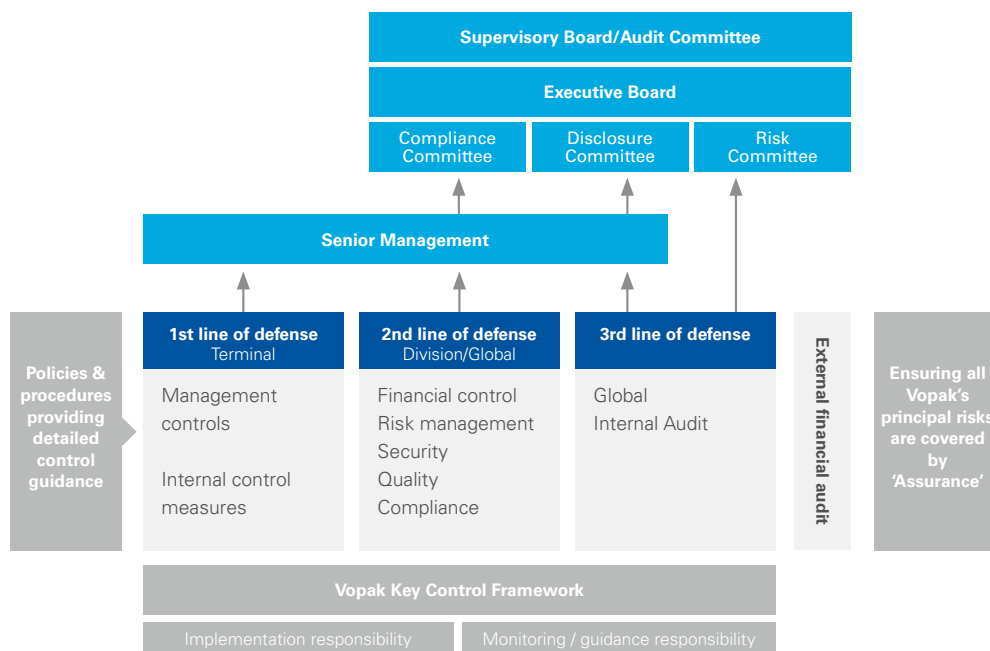 Supervisory Board/Audit Committee
Executive Board
Compliance
Committee
Disclosure
Committee
Risk
Committee
Senior Management
Policies &
procedures
providing
detailed
control
guidance
1st line of defense
Terminal
Management
controls
Internal control
measures
2nd line of defense
Division/Global
Financial control
Risk management
Security
Quality
Compliance
3rd line of defense
Global
Internal Audit
External financial audit
Ensuring all
Vopak's
principal risks
are covered
by
‘Assurance’
Vopak Key Control Framework
Implementation responsibility
Monitoring / guidance responsibility